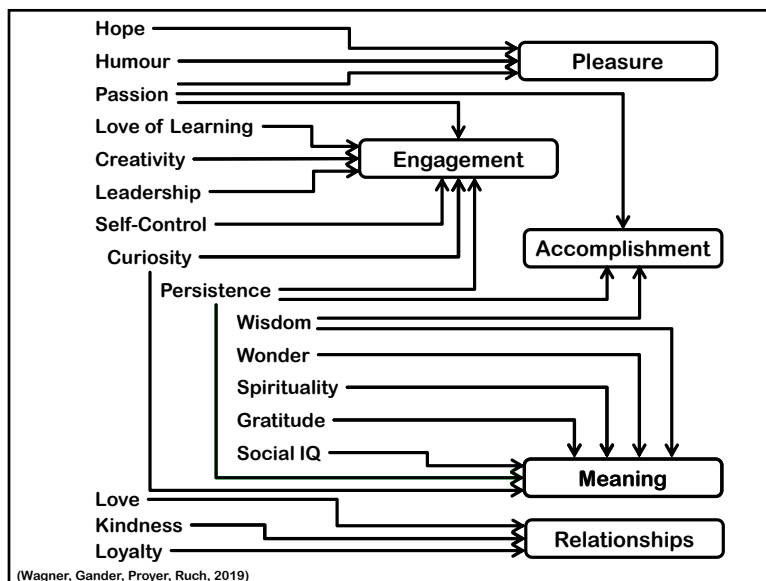 Hope
Pleasure
Humour
Passion
Love of Learning
Engagement
Creativity
Leadership
Self-Control
Accomplishment
Curiosity
Persistence
Wisdom
Wonder
Spirituality
Gratitude
Social IQ
Meaning
Love
Kindness
Relationships
Loyalty
(Wagner, Gander, Proyer, Ruch, 2019)